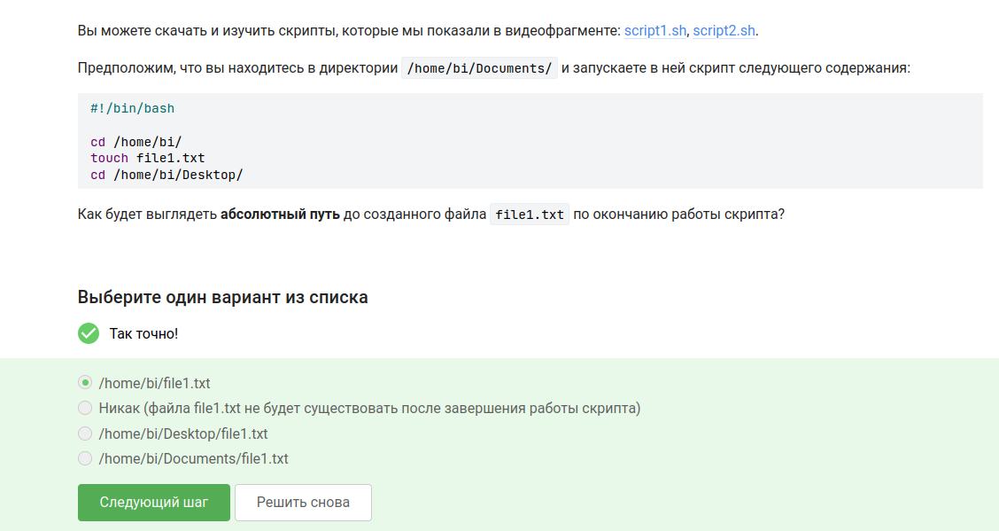 Вы можете скачать и изучить скрипты, которые мы показали в видеофрагменте: script1.sh, script2.sh.
Предположим, что вы находитесь в директории /home/bi/Documents/ и запускаете в ней скрипт следующего содержания:
#!/bin/bash
cd /home/bi/
touch file1.txt
cd /home/bi/Desktop/
Как будет выглядеть абсолютный путь до созданного файла file1.txt по окончанию работы скрипта?
Выберите один вариант из списка
Так точно!
/home/bi/file1.txt
Никак (файла file1.txt не будет существовать после завершения работы скрипта)
/home/bi/Desktop/file1.txt
/home/bi/Documents/file1.txt
Следующий шаг Решить снова